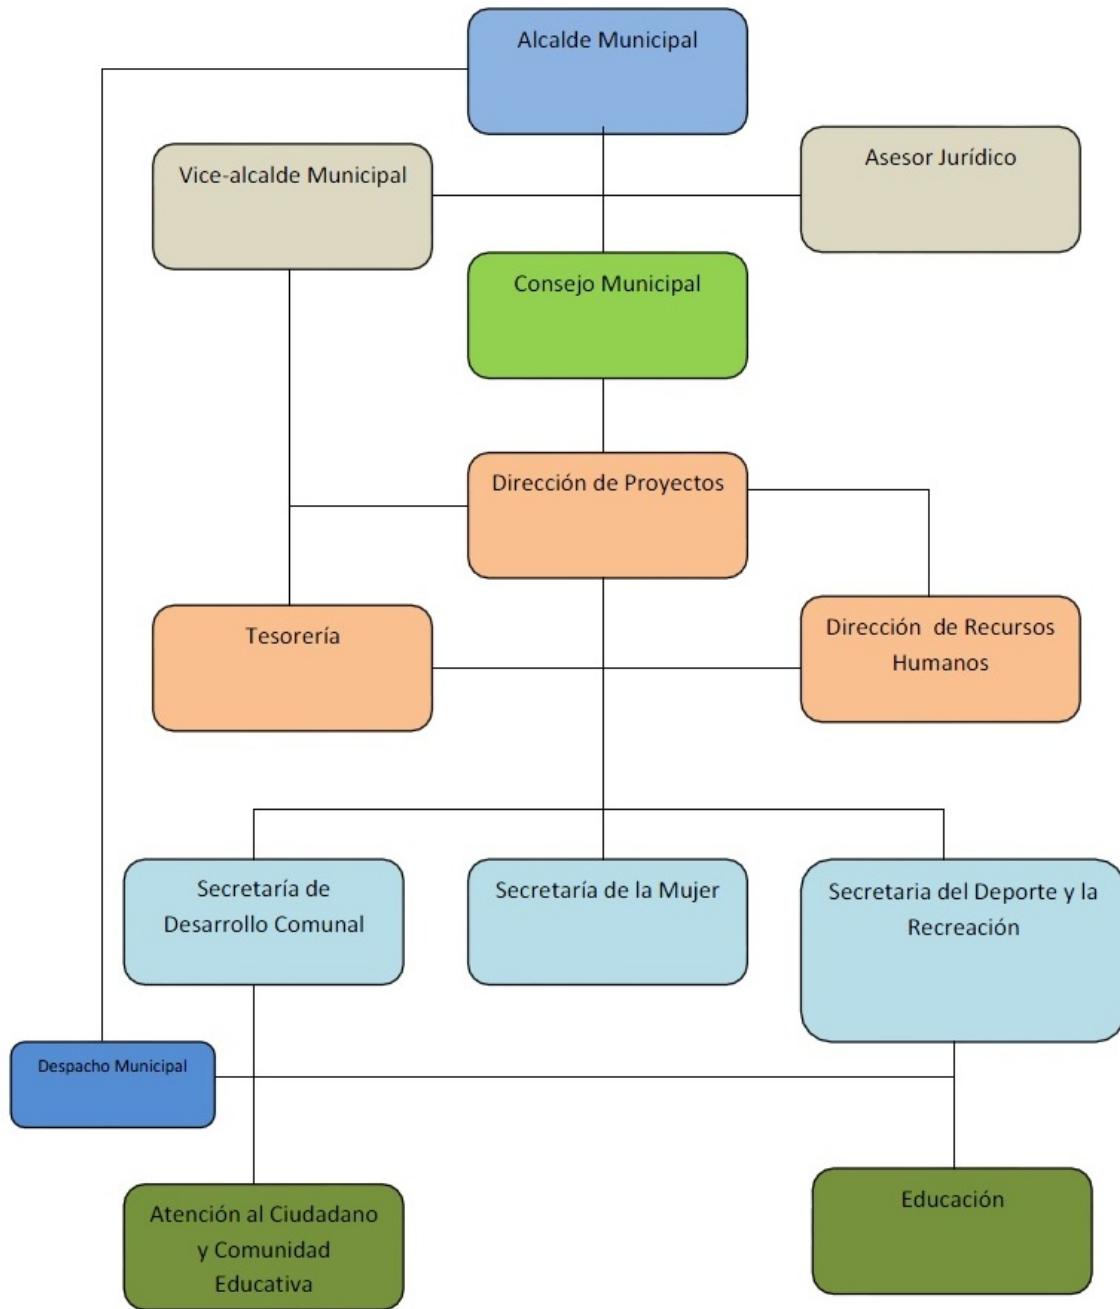 Alcalde Municipal
Vice-alcalde Municipal
Asesor Jurídico
Consejo Municipal
Dirección de Proyectos
Tesorería
Dirección de Recursos
Humanos
Secretaría de
Desarrollo Comunal
Secretaría de la Mujer
Secretaria del Deporte y la
Recreación
Despacho Municipal
Atención al Ciudadano
y Comunidad
Educativa
Educación